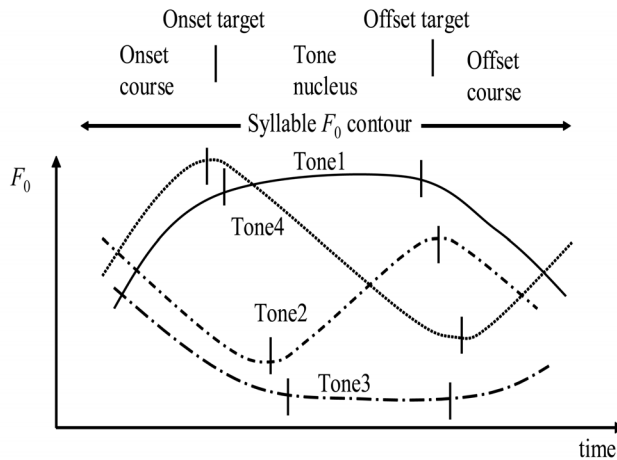 Onset target
Offset target
Onset
course
Tone
nucleus
Offset
course
Syllable F0 contour
F0
Tone1
Tone4
Tone2
Tone3
time